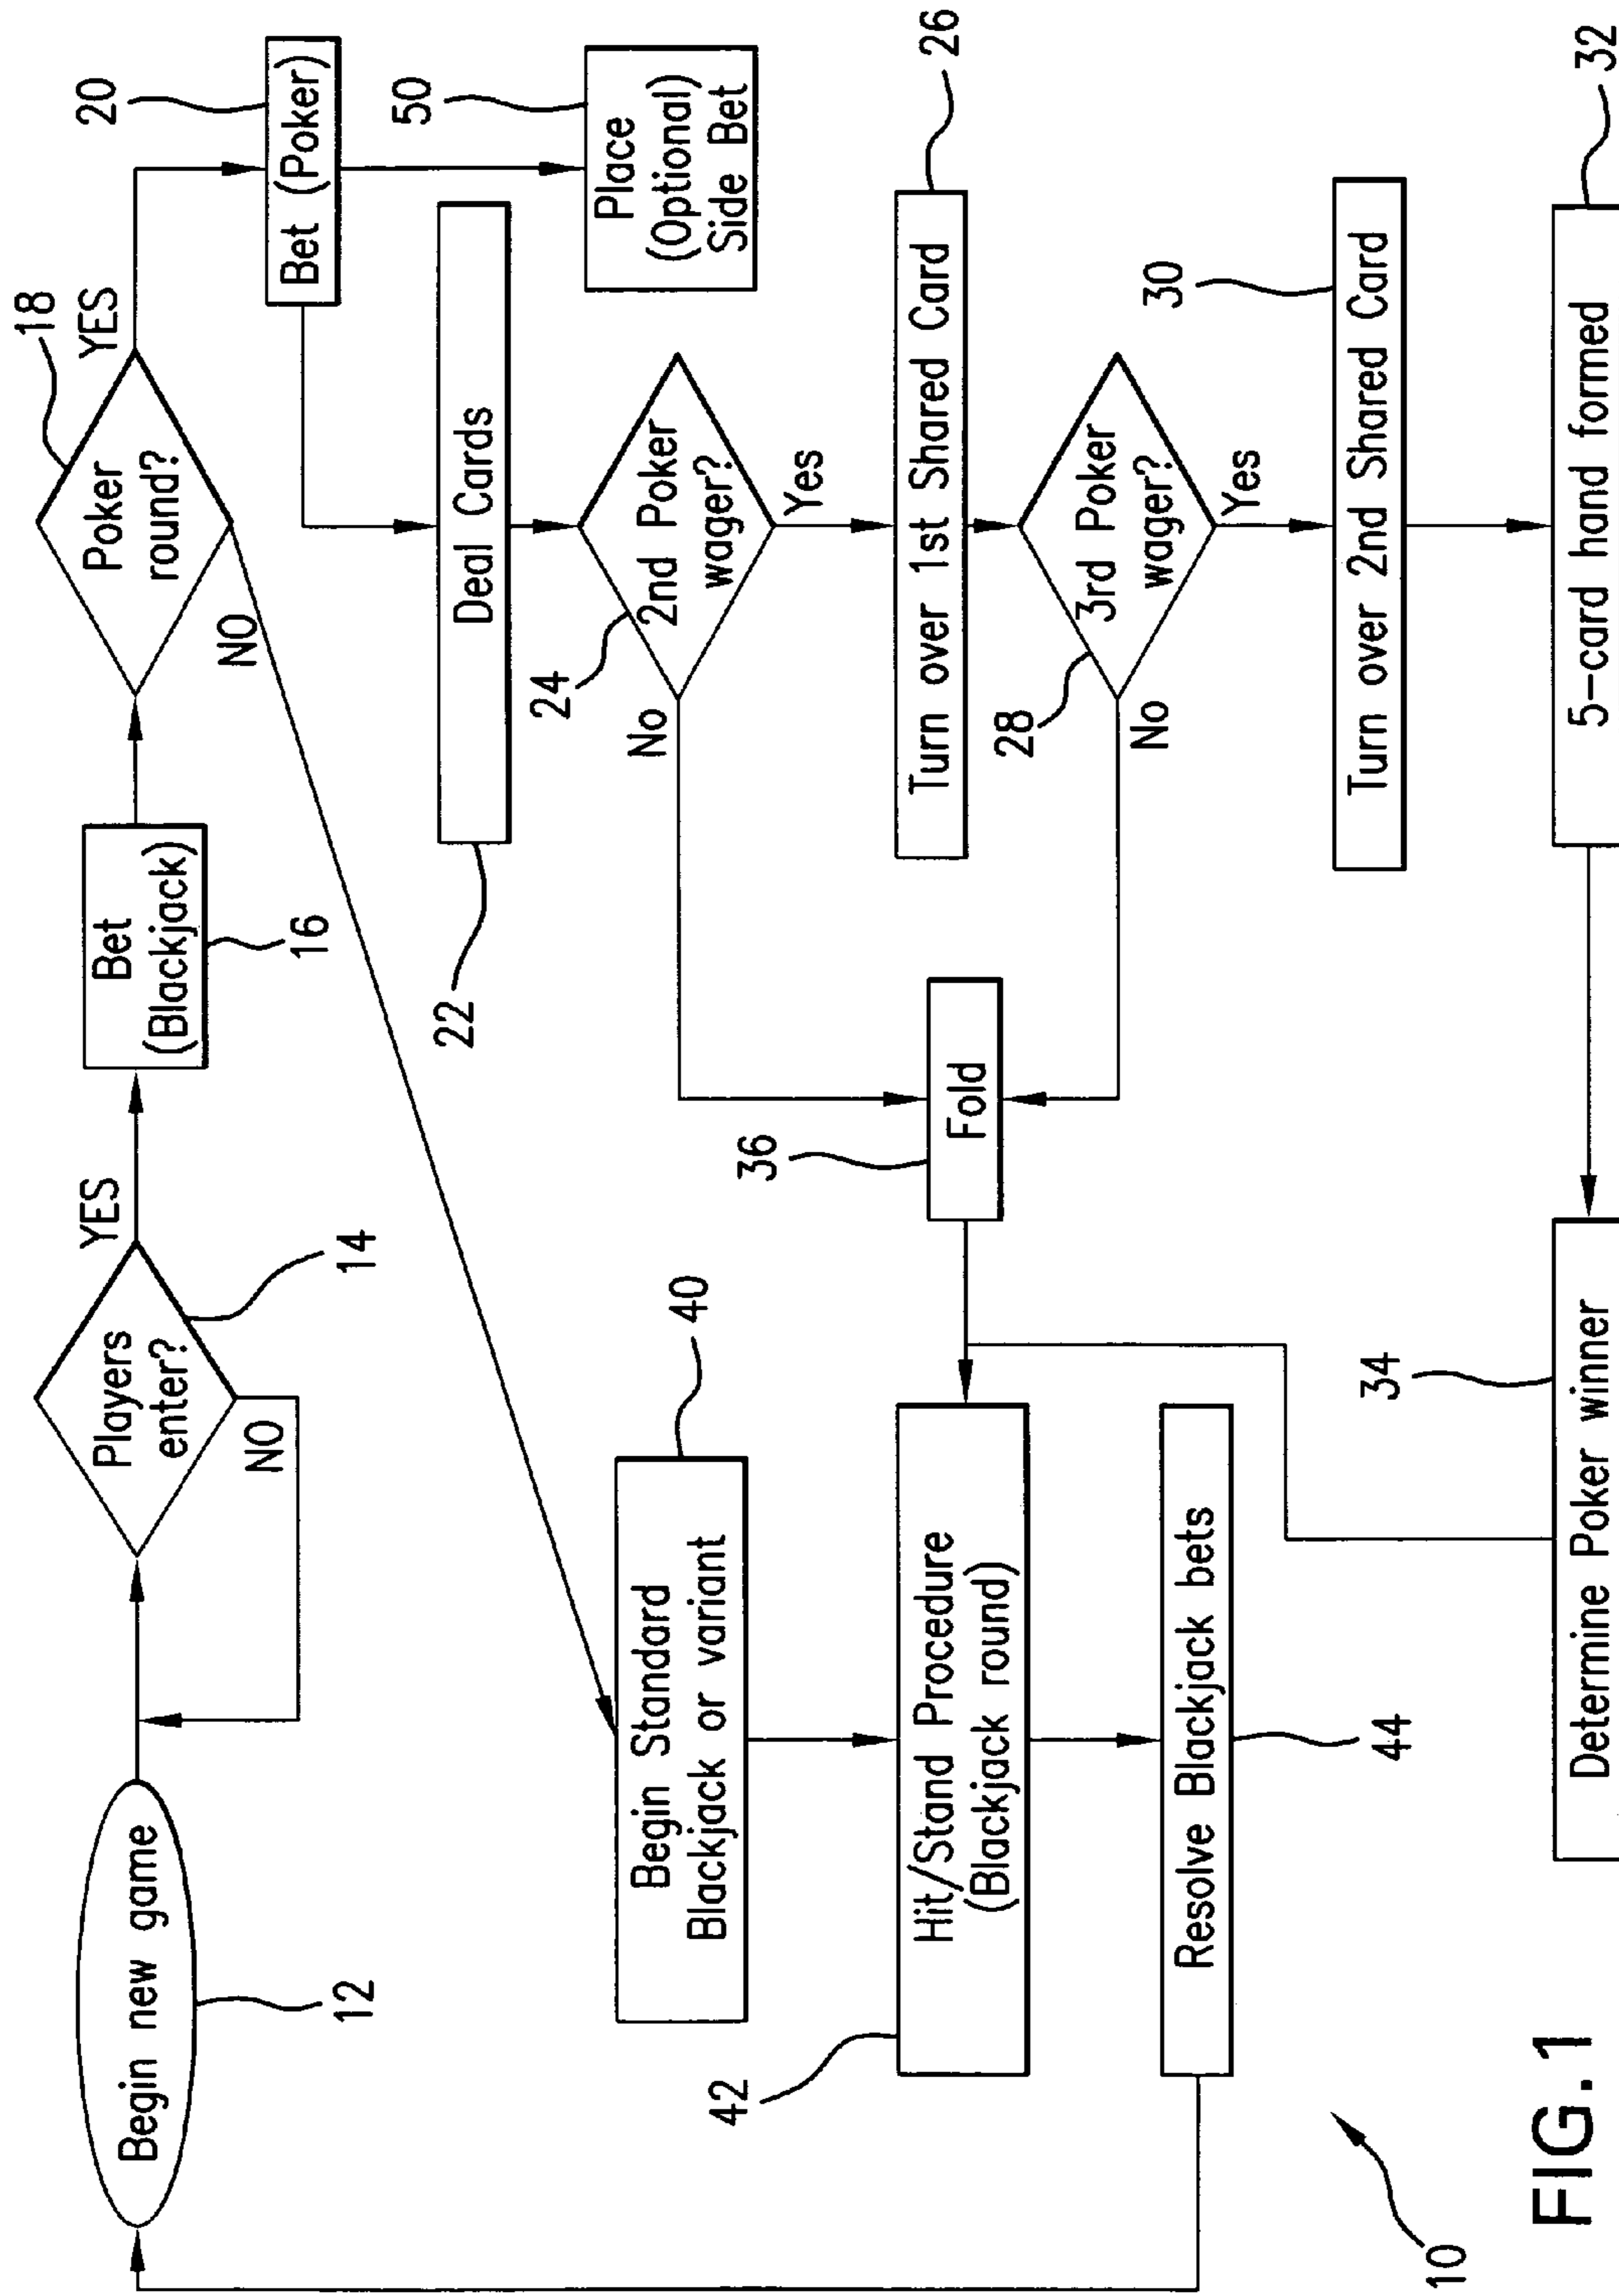 Begin new game
12
Players
enter?
14
YES
NO
Bet
(Blackjack)
16
Poker
round?
18
YES
NO
Bet (Poker)
20
Place
(Optional)
Side Bet
50
Deal Cards
22
2nd Poker
wager?
24
No
Yes
Turn over 1st Shared Card
26
3rd Poker
wager?
28
No
Yes
Turn over 2nd Shared Card
30
5-card hand formed
32
Fold
36
Begin Standard
Blackjack or variant
40
Hit/Stand Procedure
(Blackjack round)
42
Resolve Blackjack bets
44
Determine Poker winner
34
10
FIG.1